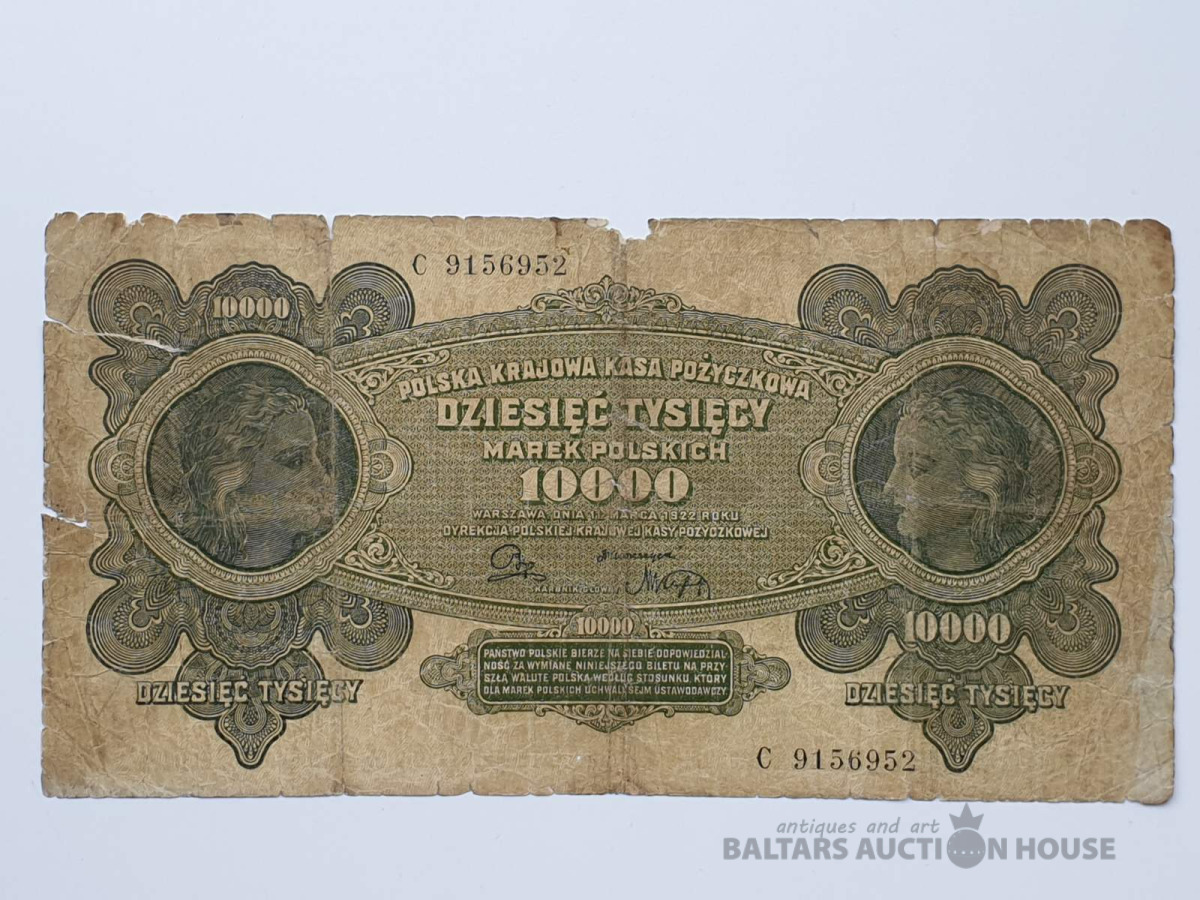 C 9156952
10000
POLSKA KRAJOWA KASA POŻYCZKOWA
DZIESIĘĆ TYSIĘCY
MAREK POLSKICH
10000
WARSZAWA DNIA 11 MARCA 1922 ROKU
DYREKCJA POLSKIEJ KRAJOWEJ KASY POŻYCZKOWEJ
SKARBNIK GŁÓWNY
10000
10000
PAŃSTWO POLSKIE BIERZE NA SIEBIE ODPOWIEDZIAL
NOŚĆ ZA WYMIANĘ NINIEJSZEGO BILETU NA PRZY
SZŁĄ WALUTĘ POLSKĄ WEDŁUG STOSUNKU, KTÓRY
DLA MAREK POLSKICH UCHWALI SEJM USTAWODAWCZY
DZIESIĘĆ TYSIĘCY
DZIESIĘĆ TYSIĘCY
C 9156952
antiques and art
BALTARS AUCTION HOUSE